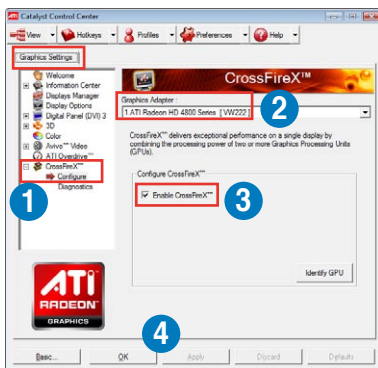 Catalyst Control Center
View Hotkeys Profiles Preferences Help
Graphics Settings
Welcome
Information Center
Displays Manager
Display Options
Digital Panel (DVI) 3
3D
Color
Avivo™ Video
ATI Overdrive™
CrossFireX™
Configure
Diagnostics
1
CrossFireX™
Graphics Adapter :
1 ATI Radeon HD 4800 Series [ VW222 ]
2
CrossFireX™ delivers exceptional performance on a single display by
combining the processing power of two or more Graphics Processing Units
(GPUs).
Configure CrossFireX™
Enable CrossFireX™
3
Identify GPU
ATI
RADEON
GRAPHICS
4
Basic... OK Apply Discard Defaults